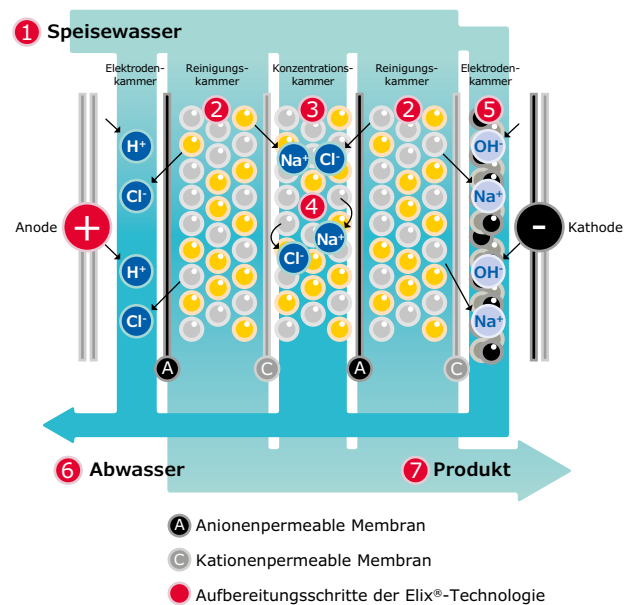 1 Speisewasser
Elektroden-
kammer
Reinigungs-
kammer
Konzentrations-
kammer
Reinigungs-
kammer
Elektroden-
kammer
2
3
2
5
H+
Na+
Cl-
OH-
Cl-
Na+
4
Anode
+
Na+
-
Kathode
Cl-
H+
OH-
Cl-
Na+
A
C
A
C
6 Abwasser
7 Produkt
A Anionenpermeable Membran
C Kationenpermeable Membran
Aufbereitungsschritte der Elix®-Technologie